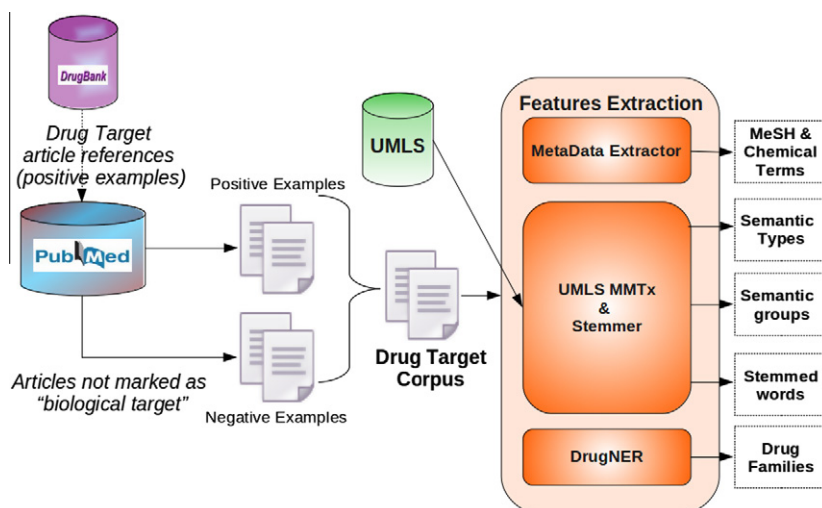 DrugBank
Drug Target
article references
(positive examples)
PubMed
Articles not marked as
“biological target”
Positive Examples
Negative Examples
UMLS
Drug Target
Corpus
Features Extraction
MetaData Extractor
UMLS MMTx
&
Stemmer
DrugNER
MeSH &
Chemical
Terms
Semantic
Types
Semantic
groups
Stemmed
words
Drug
Families